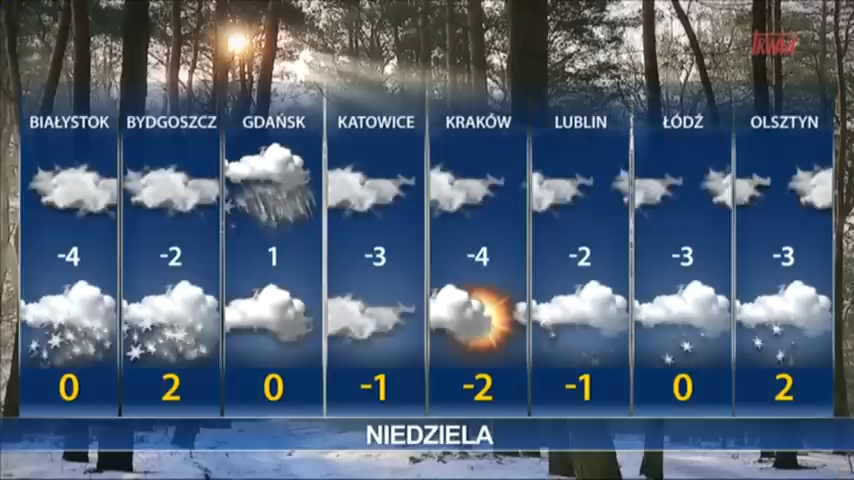 TRWAM
BIAŁYSTOK BYDGOSZCZ GDAŃSK KATOWICE KRAKÓW LUBLIN ŁÓDŹ OLSZTYN
-4 -2 1 -3 -4 -2 -3 -3
0 2 0 -1 -2 -1 0 2
NIEDZIELA